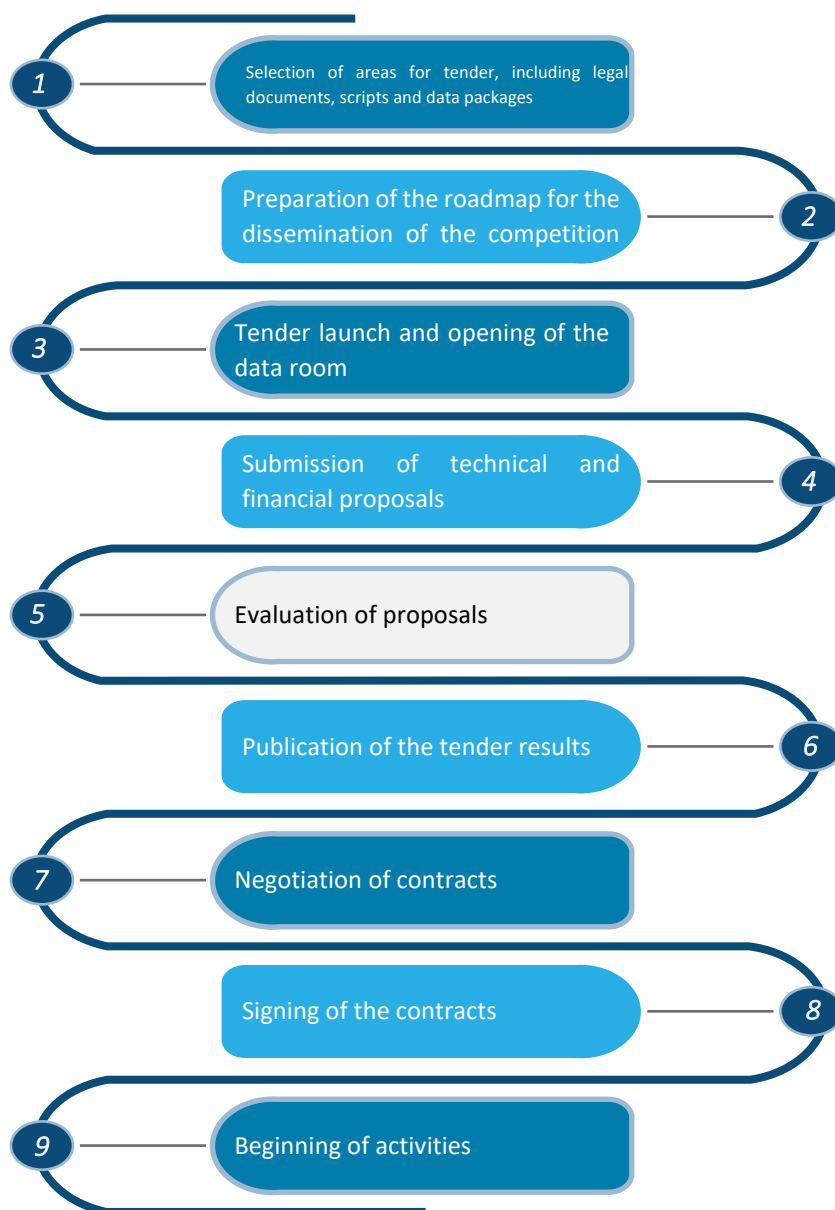 1
Selection of areas for tender, including legal
documents, scripts and data packages
Preparation of the roadmap for the
dissemination of the competition
2
3
Tender launch and opening of the
data room
Submission of technical and
financial proposals
4
5
Evaluation of proposals
Publication of the tender results
6
7
Negotiation of contracts
Signing of the contracts
8
9
Beginning of activities